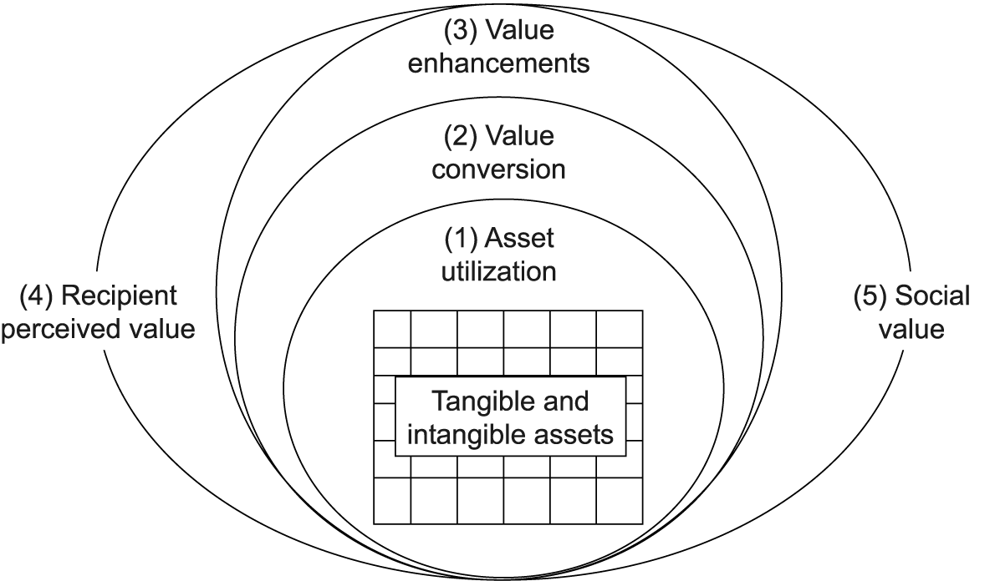 (3) Value
enhancements
(2) Value
conversion
(1) Asset
utilization
(4) Recipient
perceived value
(5) Social
value
Tangible and
intangible assets